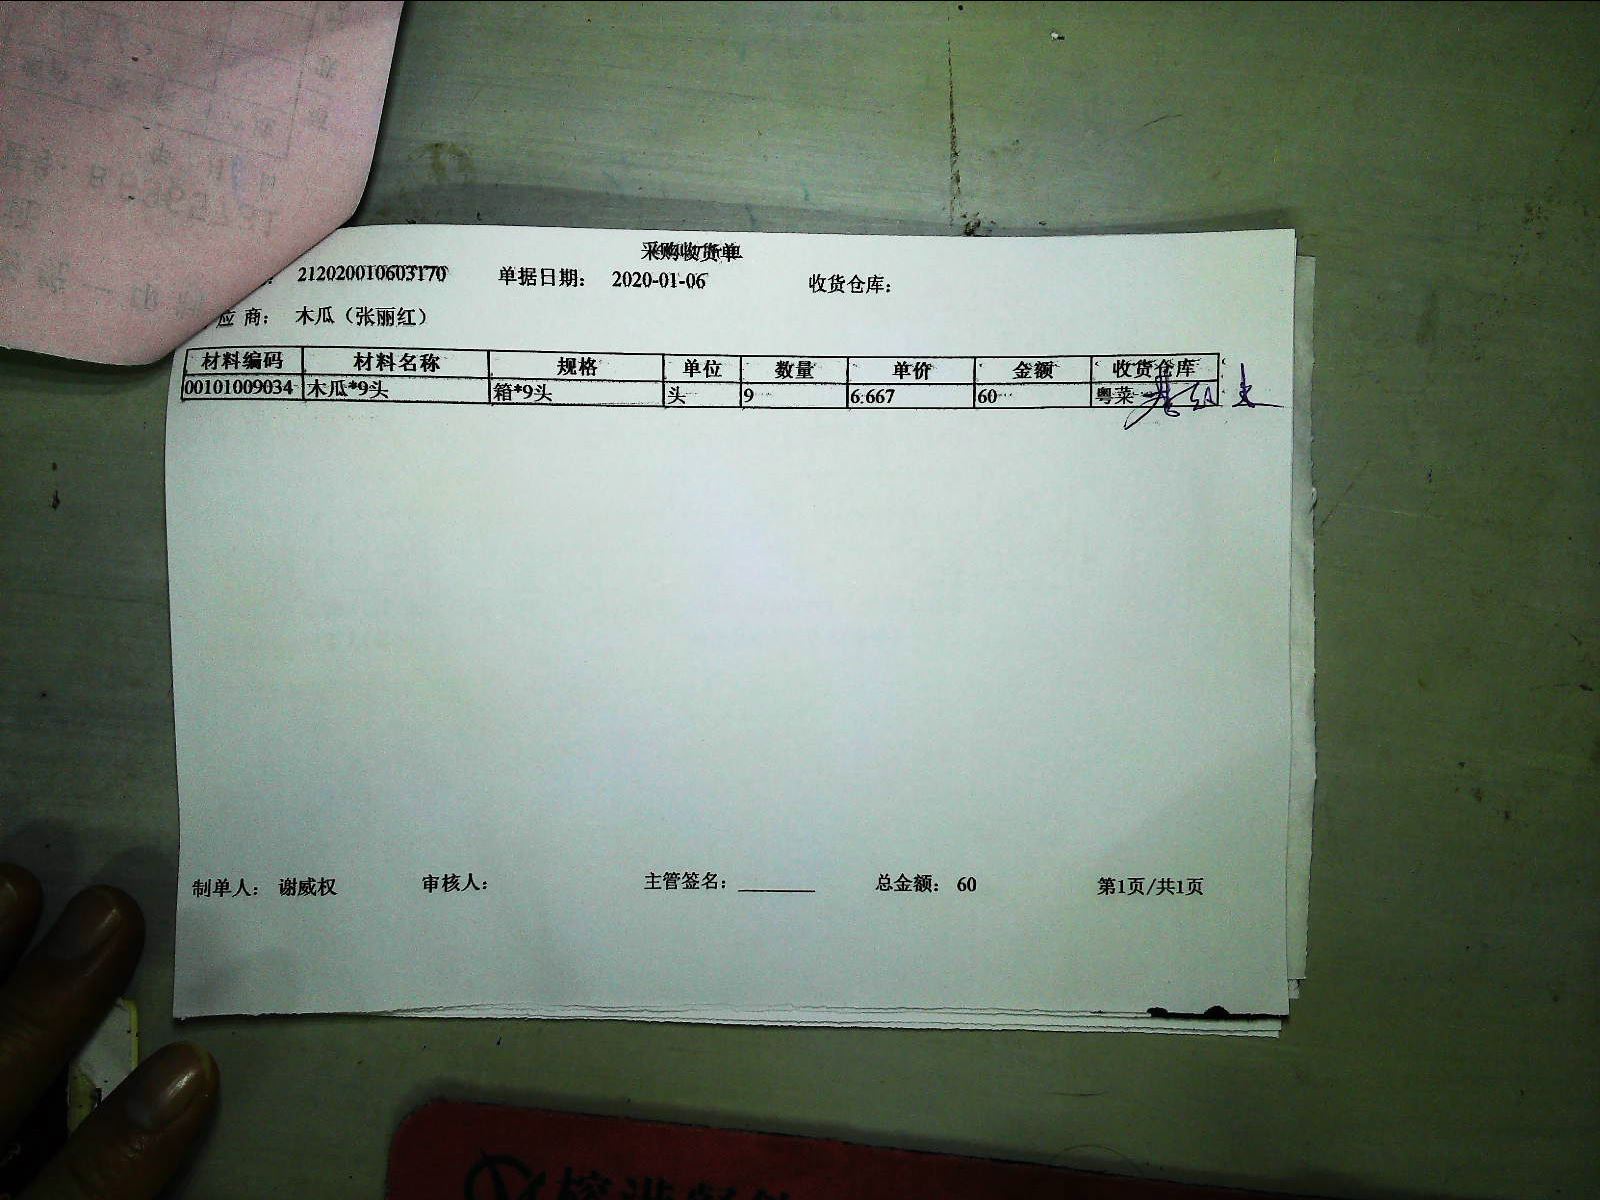 采购收货单
212020010603170 单据日期： 2020-01-06 收货仓库：
应 商： 木瓜（张丽红）
材料编码 材料名称 规格 单位 数量 单价 金额 收货仓库
00101009034 木瓜*9头 箱*9头 头 9 6.667 60 粤菜
制单人： 谢威权 审核人： 主管签名： 总金额： 60 第1页/共1页